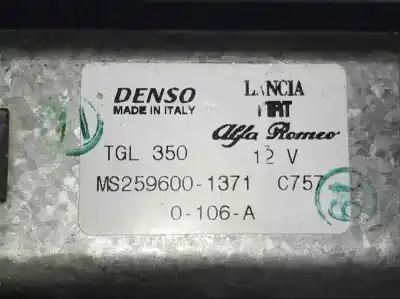 DENSO
MADE IN ITALY
LANCIA
FIAT
Alfa Romeo
TGL 350
12 V
MS259600-1371
C757
0-106-A